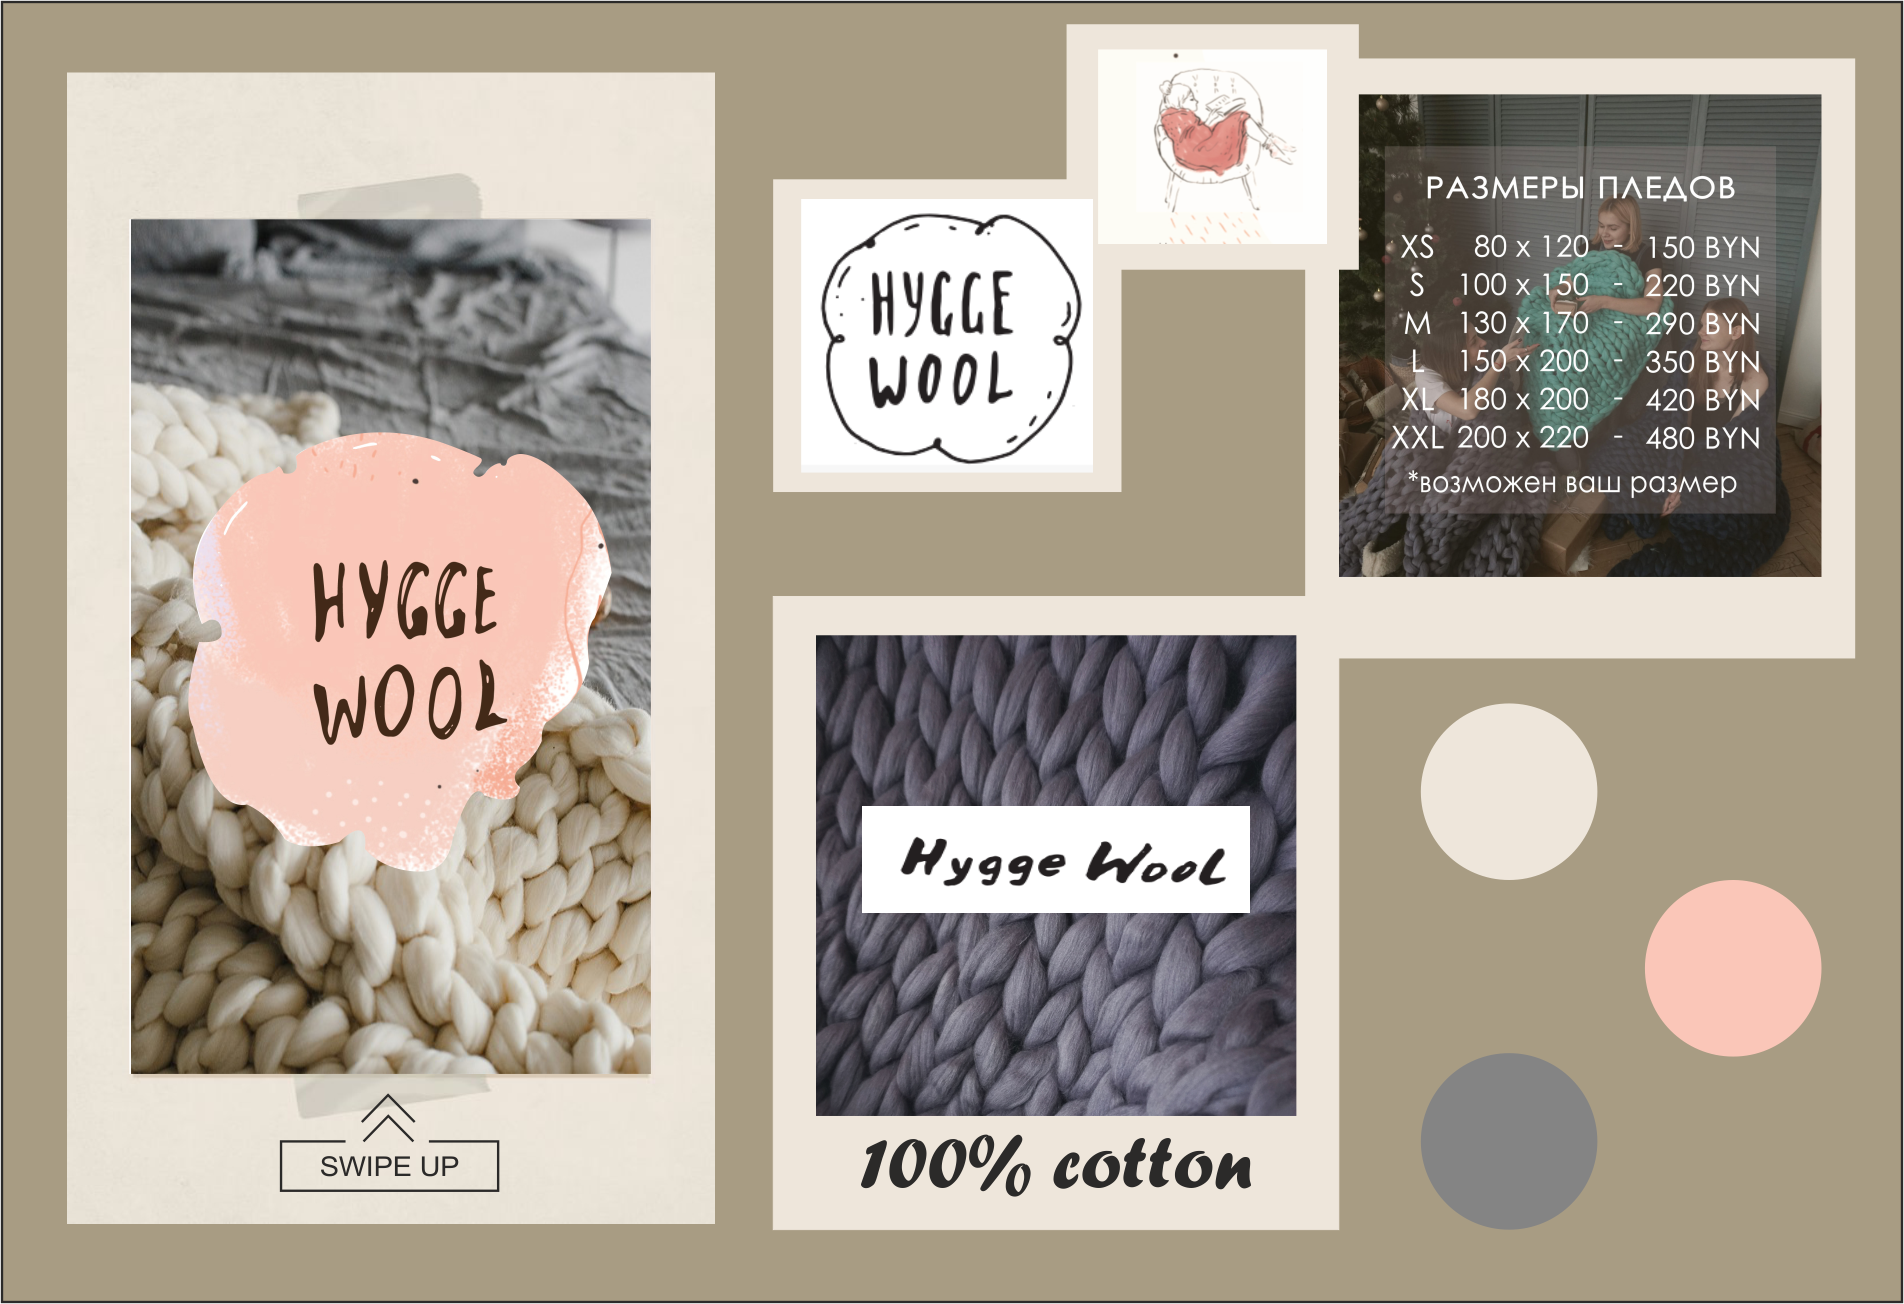 HYGGE
WOOL
SWIPE UP
HYGGE
WOOL
РАЗМЕРЫ ПЛЕДОВ
XS 80 x 120 - 150 BYN
S 100 x 150 - 220 BYN
M 130 x 170 - 290 BYN
L 150 x 200 350 BYN
XL 180 x 200 - 420 BYN
XXL 200 x 220 - 480 BYN
*возможен ваш размер
Hygge Wool
100% cotton